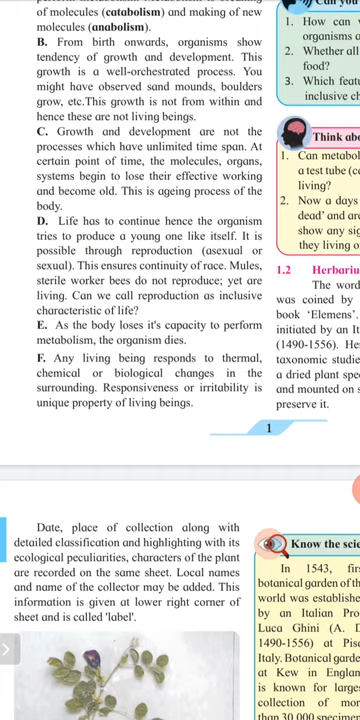 of molecules (catabolism) and making of new
molecules (anabolism).
B. From birth onwards, organisms show
tendency of growth and development. This
growth is a well-orchestrated process. You
might have observed sand mounds, boulders
grow, etc.This growth is not from within and
hence these are not living beings.
C. Growth and development are not the
processes which have unlimited time span. At
certain point of time, the molecules, organs,
systems begin to lose their effective working
and become old. This is ageing process of the
body.
D. Life has to continue hence the organism
tries to produce a young one like itself. It is
possible through reproduction (asexual or
sexual). This ensures continuity of race. Mules,
sterile worker bees do not reproduce; yet are
living. Can we call reproduction as inclusive
characteristic of life?
E. As the body loses it's capacity to perform
metabolism, the organism dies.
F. Any living being responds to thermal,
chemical or biological changes in the
surrounding. Responsiveness or irritability is
unique property of living beings.
Can you
1. How can
organisms a
2. Whether all
food?
3. Which featu
inclusive ch
Think abo
1. Can metabol
a test tube (ce
living?
2. Now a days
dead' and are
show any sig
they living o
1.2 Herbariu
The word
was coined by
book 'Elemens'.
initiated by an It
(1490-1556). He
taxonomic studie
a dried plant spe
and mounted on s
preserve it.
1
Date, place of collection along with
detailed classification and highlighting with its
ecological peculiarities, characters of the plant
are recorded on the same sheet. Local names
and name of the collector may be added. This
information is given at lower right corner of
sheet and is called 'label'.
Know the scie
In 1543, firs
botanical garden of th
world was establishe
by an Italian Pro
Luca Ghini (A. D
1490-1556) at Pise
Italy. Botanical garde
at Kew in Englan
is known for larges
collection of mor
than 30,000 specimen